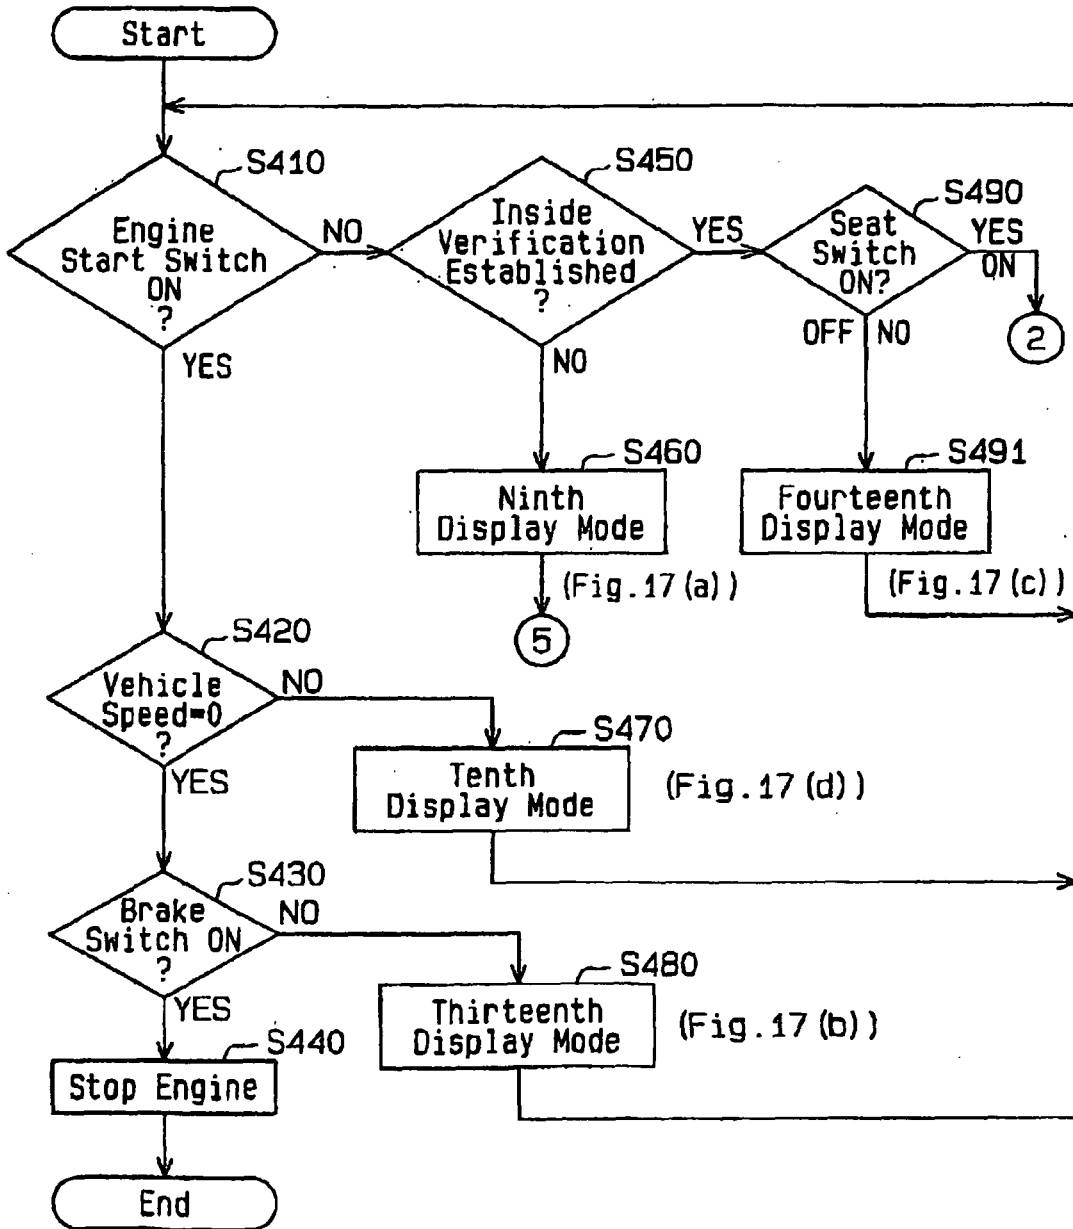 Start
S410
Engine
Start Switch
ON
?
NO
YES
S450
Inside
Verification
Established
?
YES
NO
S490
Seat
Switch
ON?
YES
ON
OFF NO
2
S460
Ninth
Display Mode
(Fig.17(a))
5
S491
Fourteenth
Display Mode
(Fig.17(c))
S420
Vehicle
Speed=0
?
NO
YES
S470
Tenth
Display Mode
(Fig.17(d))
S430
Brake
Switch ON
?
NO
YES
S480
Thirteenth
Display Mode
(Fig.17(b))
S440
Stop Engine
End